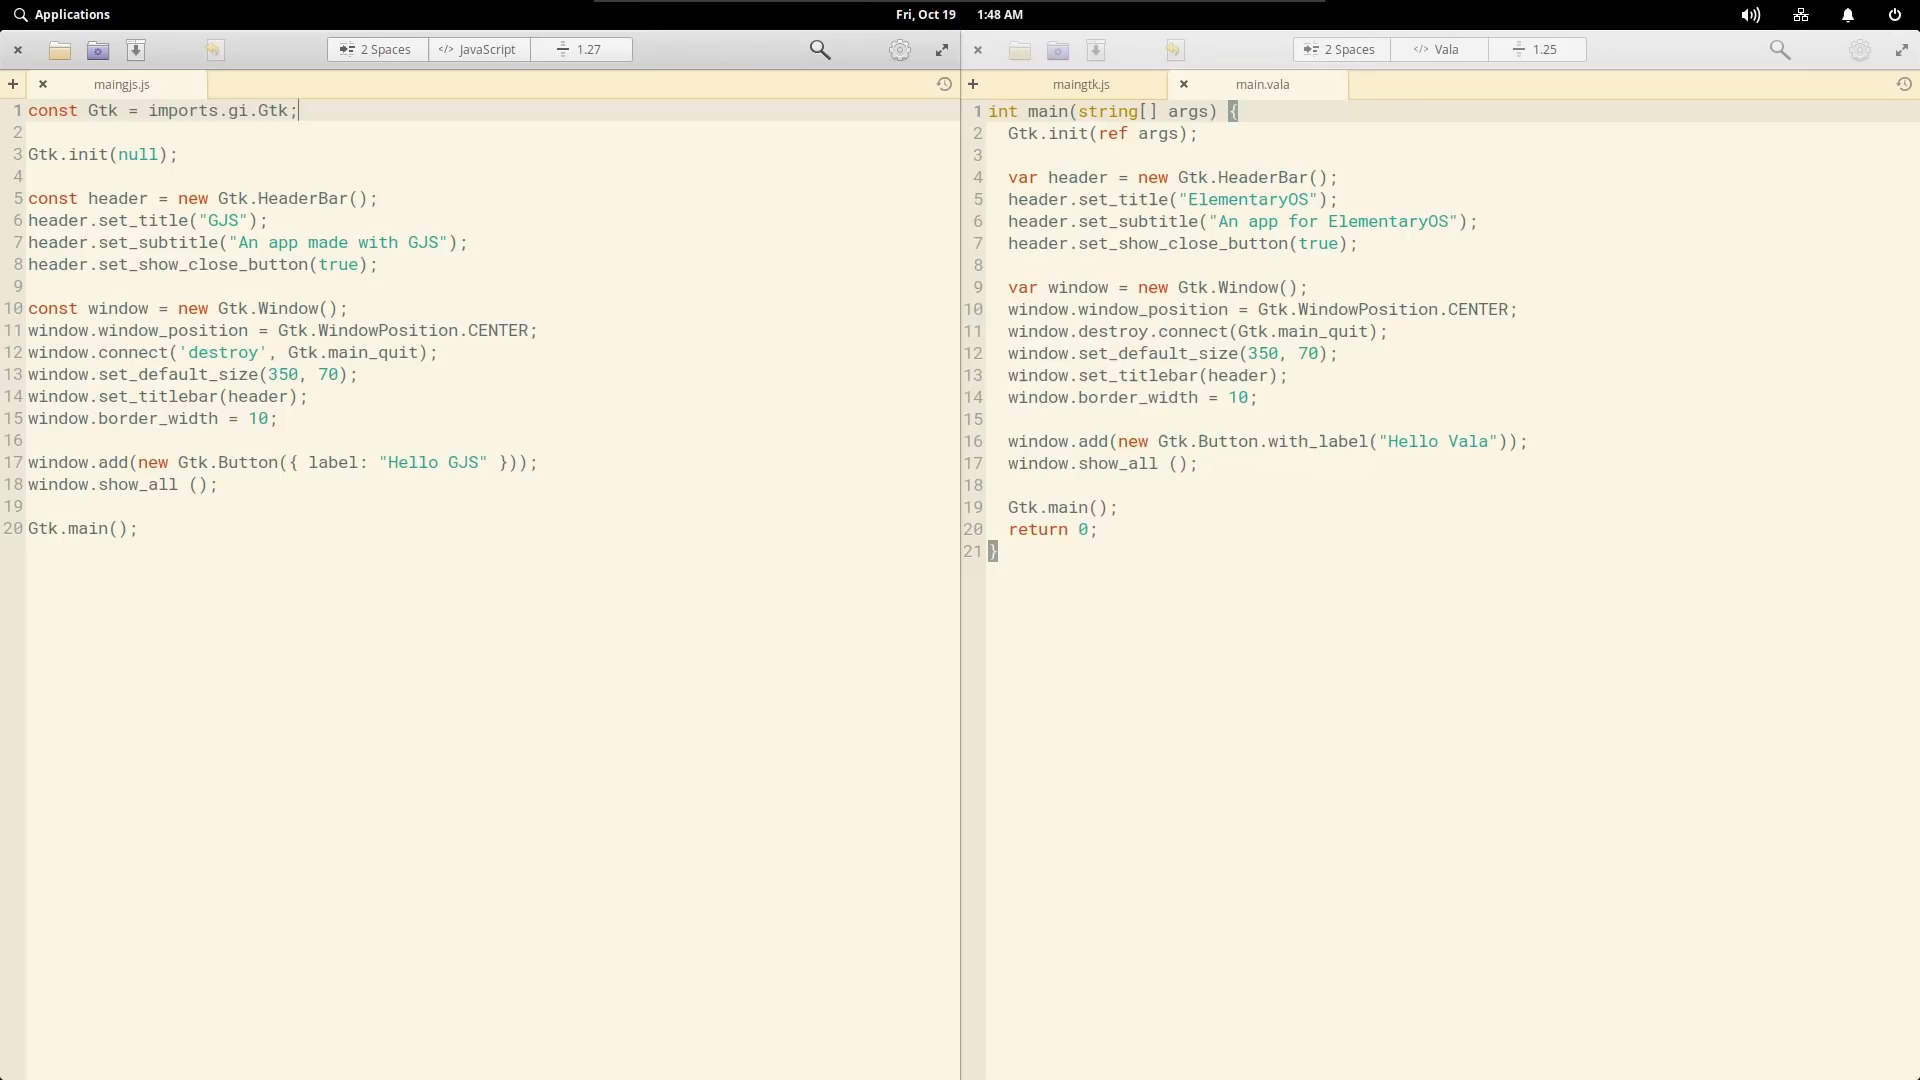 Applications
Fri, Oct 19 1:48 AM
2 Spaces
JavaScript
1.27
maingjs.js
1 const Gtk = imports.gi.Gtk;
2
3 Gtk.init(null);
4
5 const header = new Gtk.HeaderBar();
6 header.set_title("GJS");
7 header.set_subtitle("An app made with GJS");
8 header.set_show_close_button(true);
9
10 const window = new Gtk.Window();
11 window.window_position = Gtk.WindowPosition.CENTER;
12 window.connect('destroy', Gtk.main_quit);
13 window.set_default_size(350, 70);
14 window.set_titlebar(header);
15 window.border_width = 10;
16
17 window.add(new Gtk.Button({ label: "Hello GJS" }));
18 window.show_all ();
19
20 Gtk.main();
2 Spaces
Vala
1.25
maingtk.js
main.vala
1 int main(string[] args) {
2 Gtk.init(ref args);
3
4 var header = new Gtk.HeaderBar();
5 header.set_title("ElementaryOS");
6 header.set_subtitle("An app for ElementaryOS");
7 header.set_show_close_button(true);
8
9 var window = new Gtk.Window();
10 window.window_position = Gtk.WindowPosition.CENTER;
11 window.destroy.connect(Gtk.main_quit);
12 window.set_default_size(350, 70);
13 window.set_titlebar(header);
14 window.border_width = 10;
15
16 window.add(new Gtk.Button.with_label("Hello Vala"));
17 window.show_all ();
18
19 Gtk.main();
20 return 0;
21 }